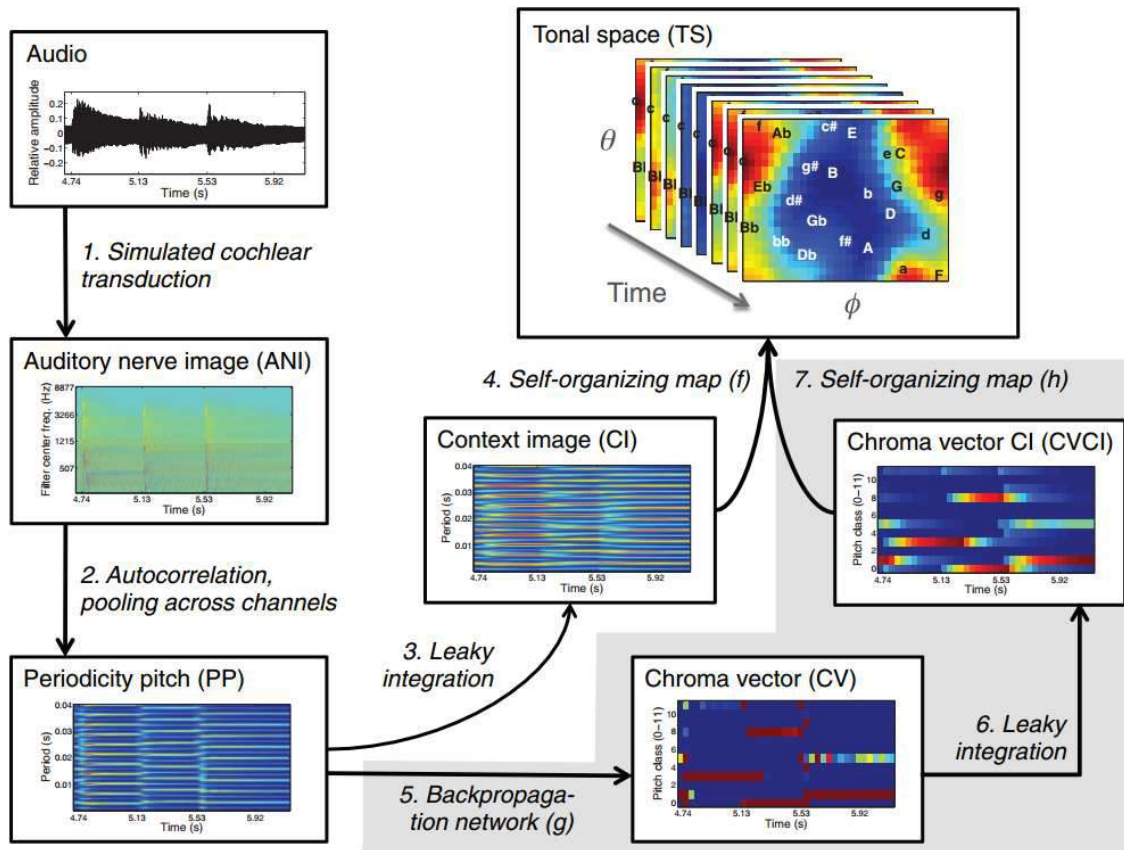 Audio
Relative amplitude
0.2
0.1
0
-0.1
-0.2
4.74 5.13 5.53 5.92
Time (s)
1. Simulated cochlear
transduction
Auditory nerve image (ANI)
Filter center freq. (Hz)
8877
3266
1215
507
4.74 5.13 5.53 5.92
Time (s)
2. Autocorrelation,
pooling across channels
Periodicity pitch (PP)
Period (s)
0.04
0.03
0.02
0.01
4.74 5.13 5.53 5.92
Time (s)
3. Leaky
integration
Context image (CI)
Period (s)
0.04
0.03
0.02
0.01
4.74 5.13 5.53 5.92
Time (s)
4. Self-organizing map (f)
Tonal space (TS)
θ
c c c c
Bl Bl Bl Bl Bl Bl Bl
f Ab c# E
e C
g# B
Eb b G g
d# D
Bb Gb d
bb f# A
Db a F
Time
ϕ
7. Self-organizing map (h)
Chroma vector CI (CVCI)
Pitch class (0–11)
10
8
6
4
2
0
4.74 5.13 5.53 5.92
Time (s)
5. Backpropaga-
tion network (g)
Chroma vector (CV)
Pitch class (0–11)
10
8
6
4
2
0
4.74 5.13 5.53 5.92
Time (s)
6. Leaky
integration